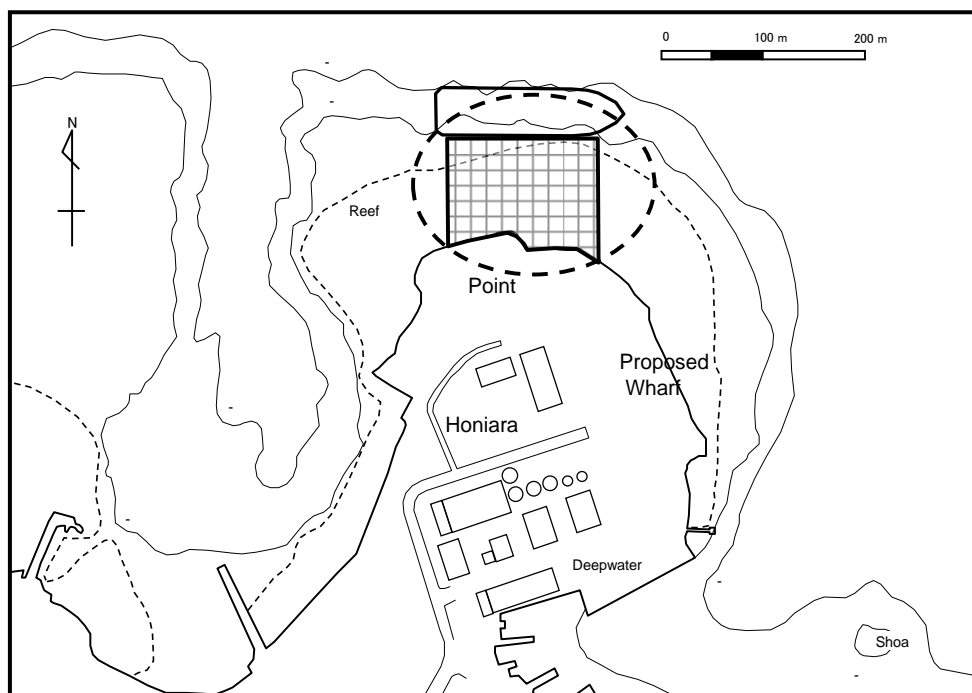 0 100 m 200 m
N
Reef
Point
Proposed
Wharf
Honiara
Deepwater
Shoa